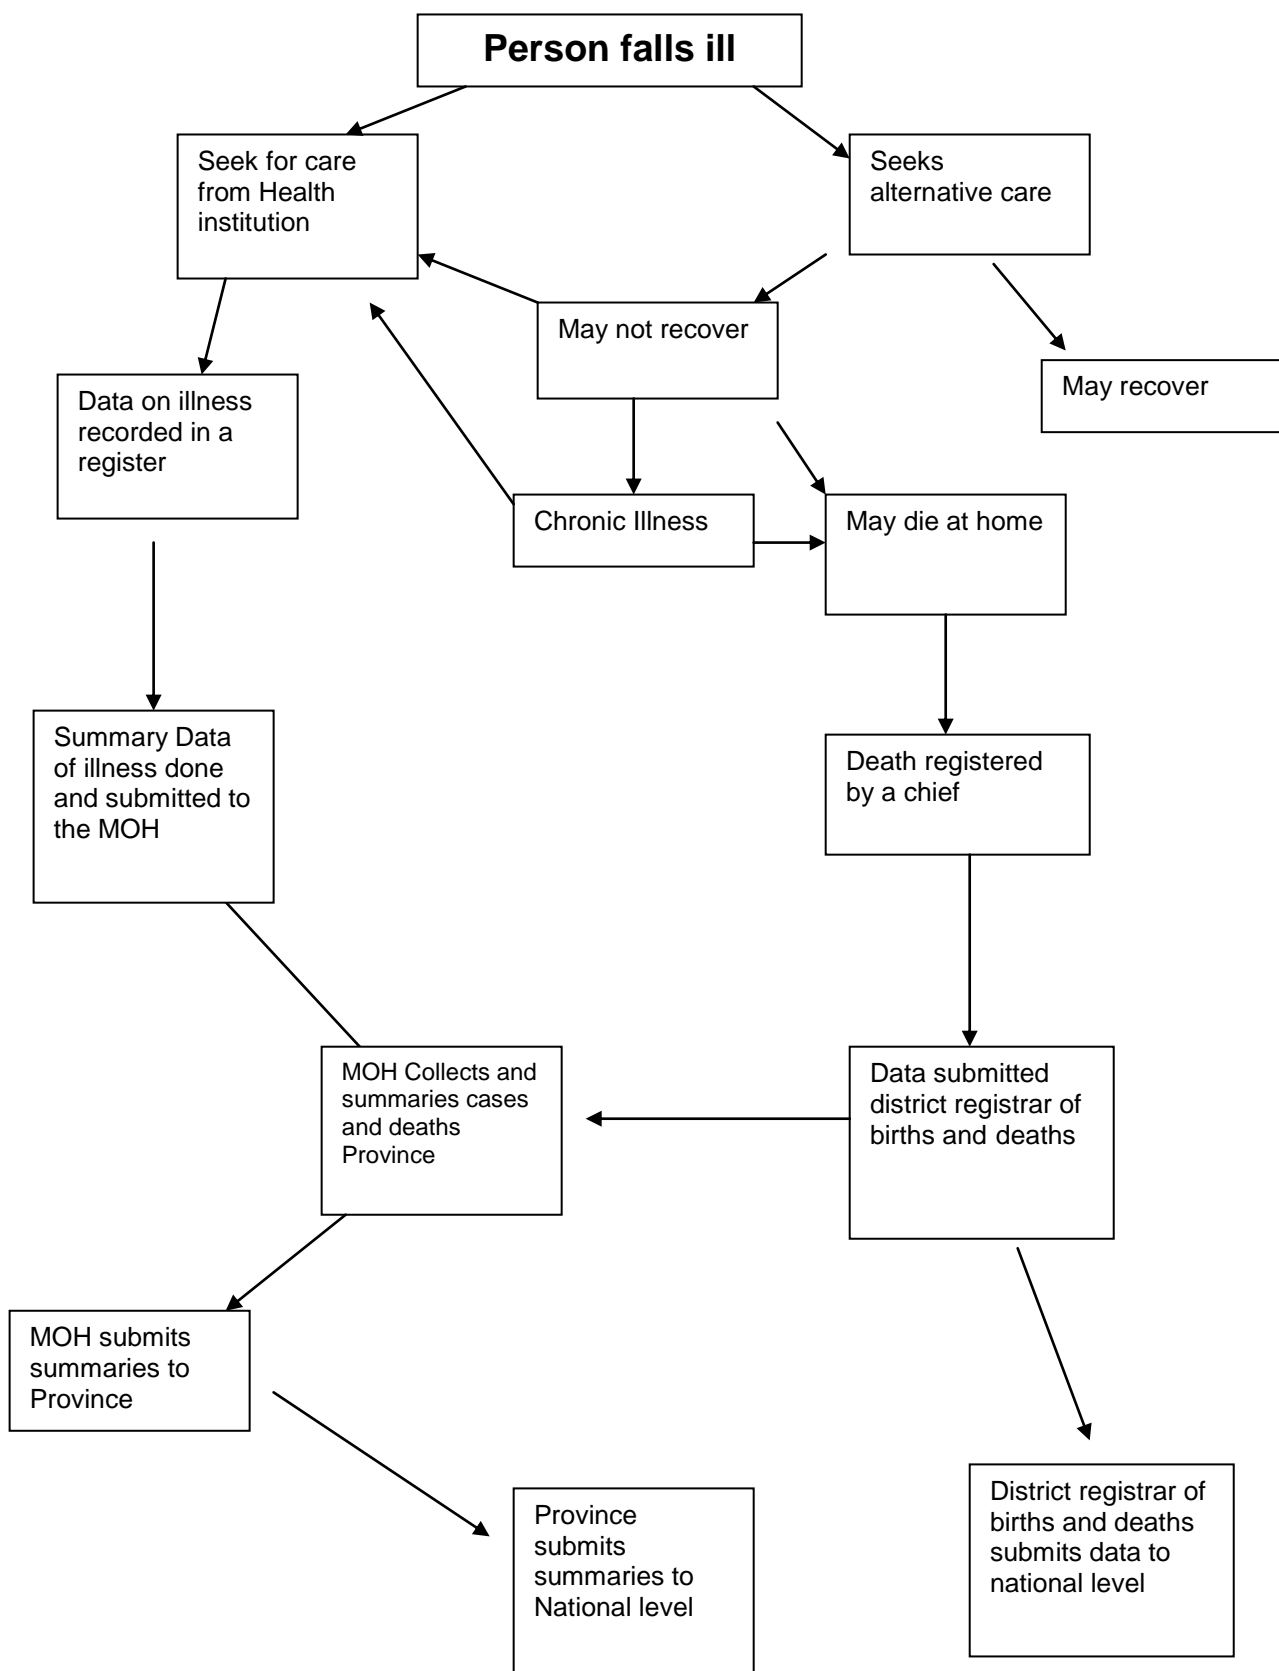 Person falls ill
Seek for care
from Health
institution
Seeks
alternative care
May not recover
May recover
Data on illness
recorded in a
register
Chronic Illness
May die at home
Summary Data
of illness done
and submitted to
the MOH
Death registered
by a chief
MOH Collects and
summaries cases
and deaths
Province
Data submitted
district registrar of
births and deaths
MOH submits
summaries to
Province
Province
submits
summaries to
National level
District registrar of
births and deaths
submits data to
national level